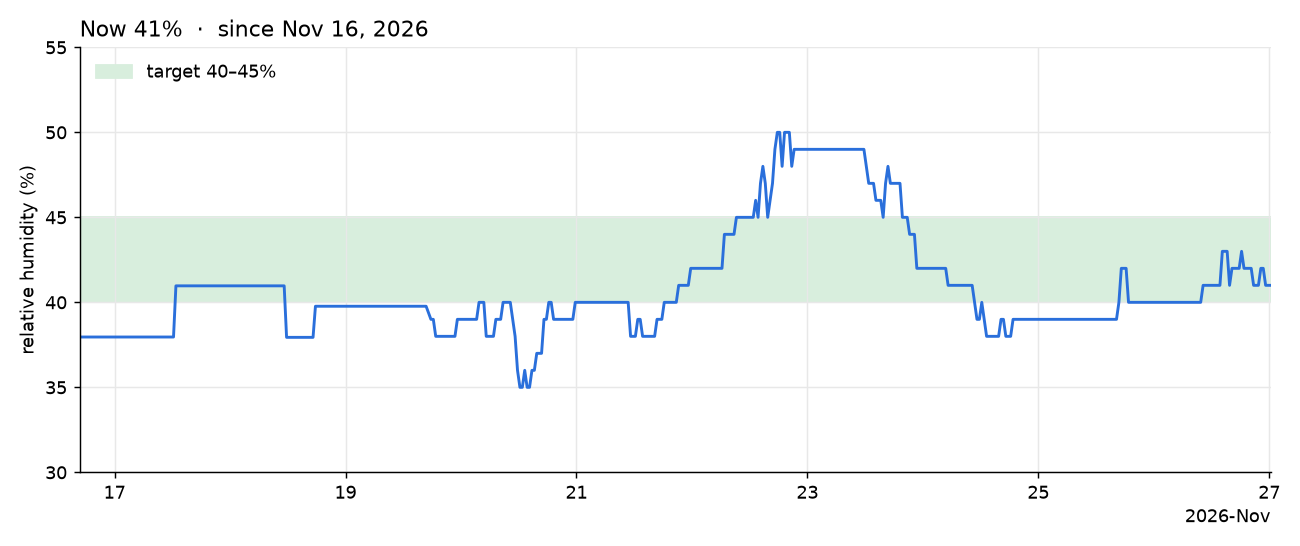 Now 41%  ·  since Nov 16, 2026
target 40–45%
relative humidity (%)
55
50
45
40
35
30
17 19 21 23 25 27
2026-Nov